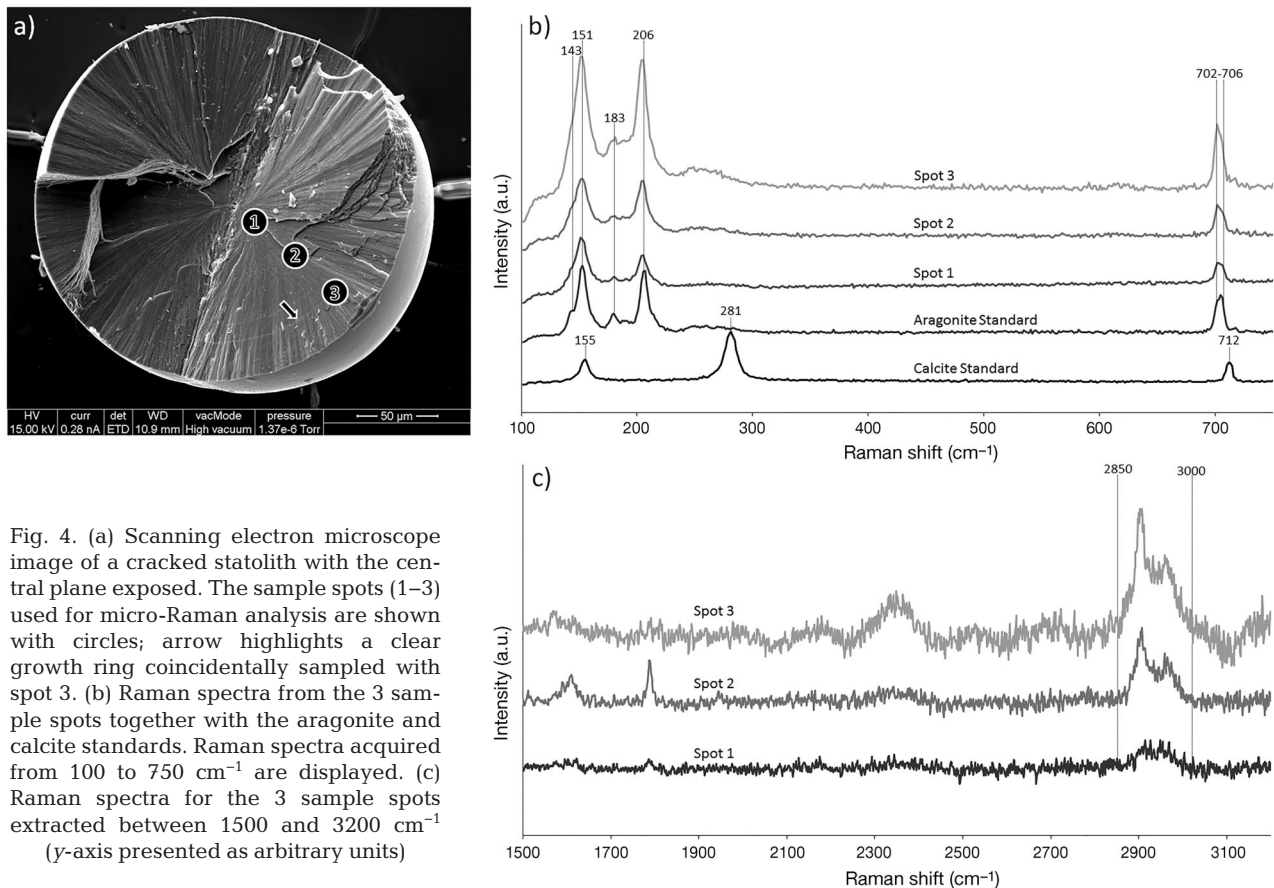 a)
1
2
3
HV curr det WD vacMode pressure 50 µm
15.00 kV 0.28 nA ETD 10.9 mm High vacuum 1.37e-6 Torr
b)
143 151 206 702-706
183
Spot 3
Spot 2
Spot 1
Aragonite Standard
281
155 712
Calcite Standard
Intensity (a.u.)
100 200 300 400 500 600 700
Raman shift (cm−1)
c)
2850 3000
Spot 3
Spot 2
Spot 1
Intensity (a.u.)
1500 1700 1900 2100 2300 2500 2700 2900 3100
Raman shift (cm−1)
Fig. 4. (a) Scanning electron microscope
image of a cracked statolith with the cen-
tral plane exposed. The sample spots (1−3)
used for micro-Raman analysis are shown
with circles; arrow highlights a clear
growth ring coincidentally sampled with
spot 3. (b) Raman spectra from the 3 sam-
ple spots together with the aragonite and
calcite standards. Raman spectra acquired
from 100 to 750 cm−1 are displayed. (c)
Raman spectra for the 3 sample spots
extracted between 1500 and 3200 cm−1
(y-axis presented as arbitrary units)